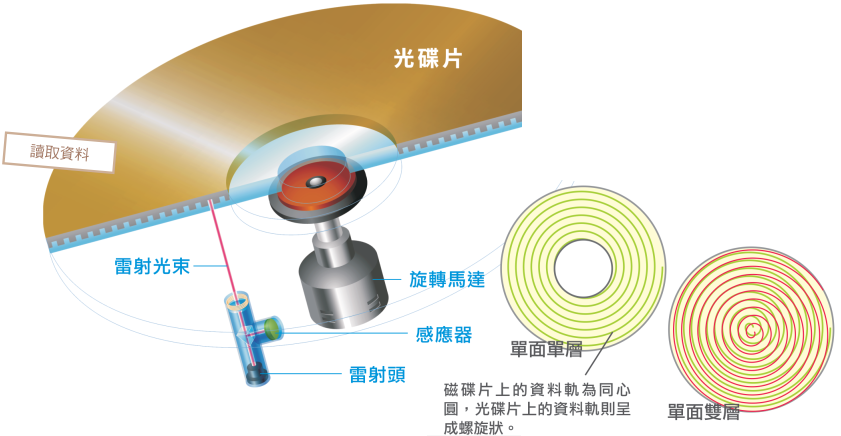 光碟片
讀取資料
雷射光束
旋轉馬達
感應器
雷射頭
單面單層
磁碟片上的資料軌為同心
圓，光碟片上的資料軌則呈
成螺旋狀。
單面雙層